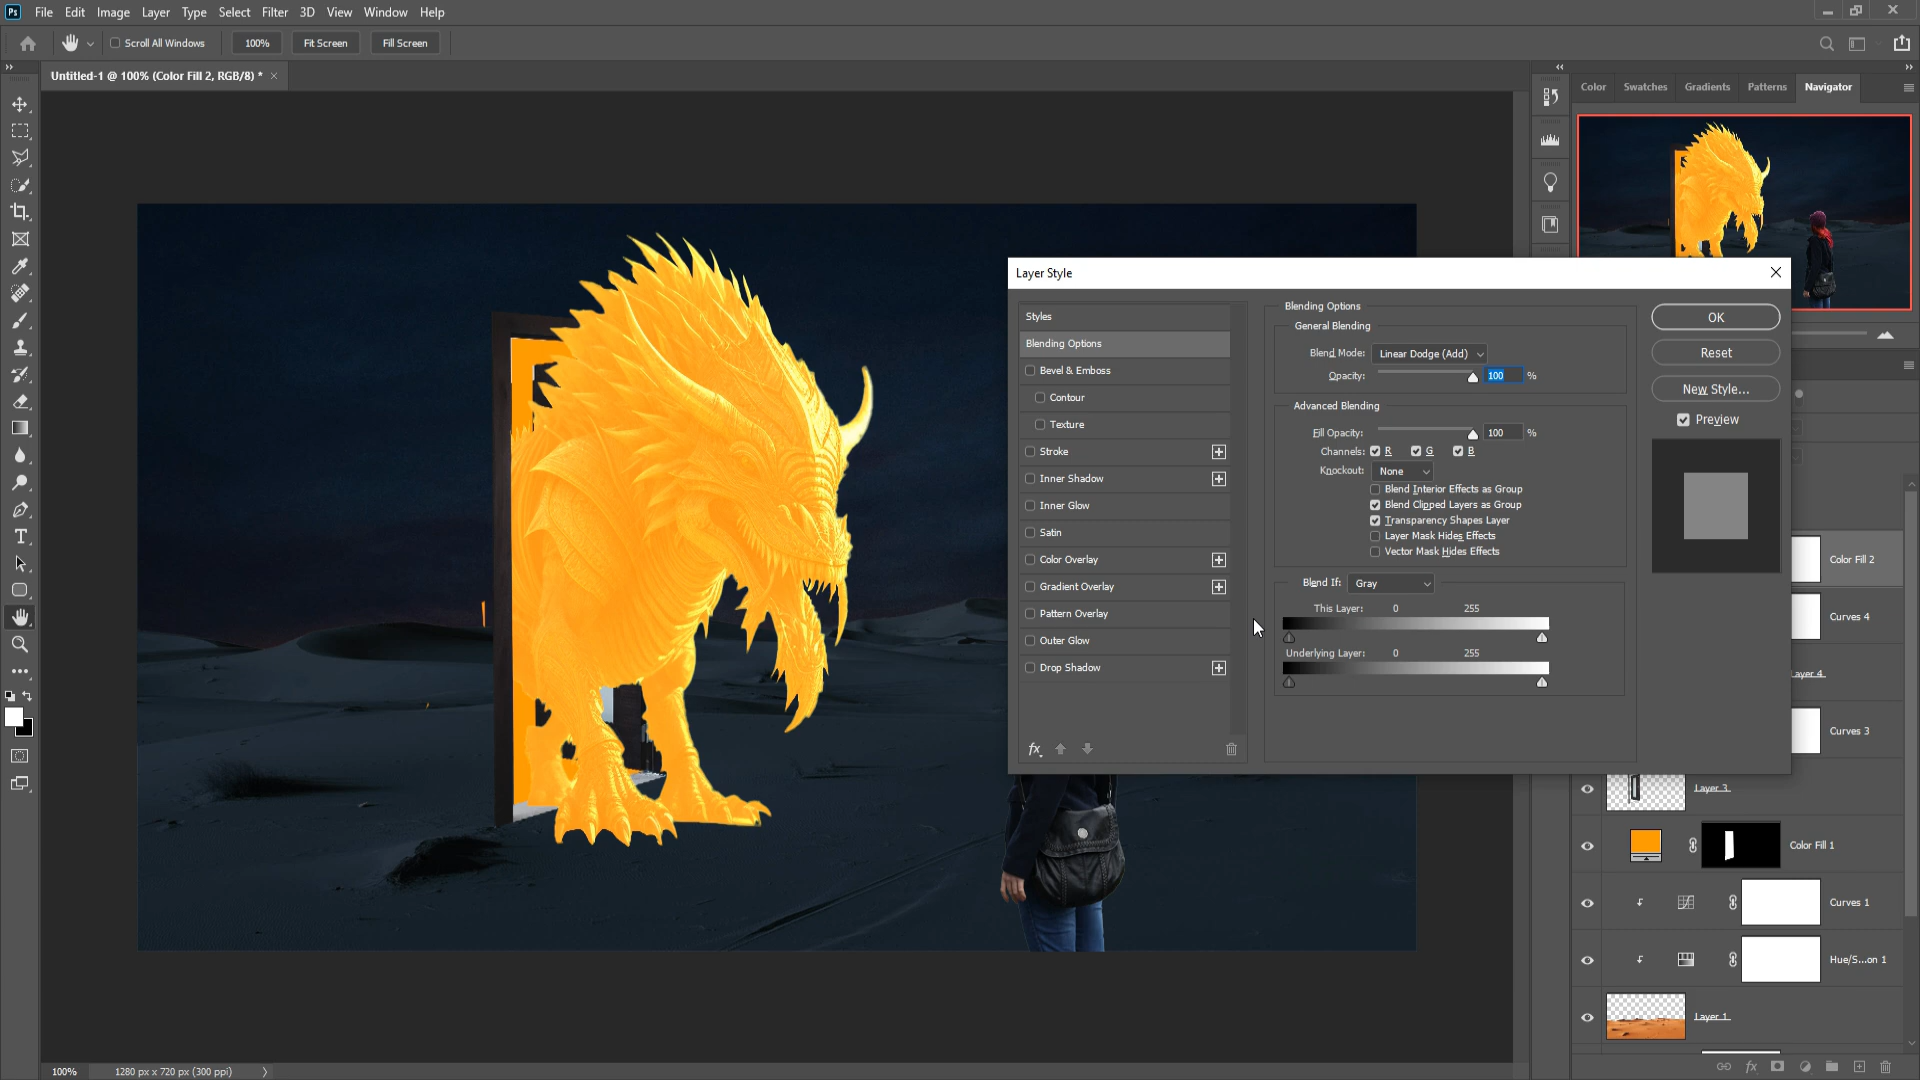 Ps File Edit Image Layer Type Select Filter 3D View Window Help
Scroll All Windows 100% Fit Screen Fill Screen
Untitled-1 @ 100% (Color Fill 2, RGB/8) *
Color Swatches Gradients Patterns Navigator
Layer Style
Styles
Blending Options
Bevel & Emboss
Contour
Texture
Stroke
Inner Shadow
Inner Glow
Satin
Color Overlay
Gradient Overlay
Pattern Overlay
Outer Glow
Drop Shadow
fx
Blending Options
General Blending
Blend Mode: Linear Dodge (Add)
Opacity: 100 %
Advanced Blending
Fill Opacity: 100 %
Channels: R G B
Knockout: None
Blend Interior Effects as Group
Blend Clipped Layers as Group
Transparency Shapes Layer
Layer Mask Hides Effects
Vector Mask Hides Effects
Blend If: Gray
This Layer: 0 255
Underlying Layer: 0 255
OK
Reset
New Style...
Preview
Color Fill 2
Curves 4
Layer 4
Curves 3
Layer 3
Color Fill 1
Curves 1
Hue/S...on 1
Layer 1
fx
100% 1280 px x 720 px (300 ppi)